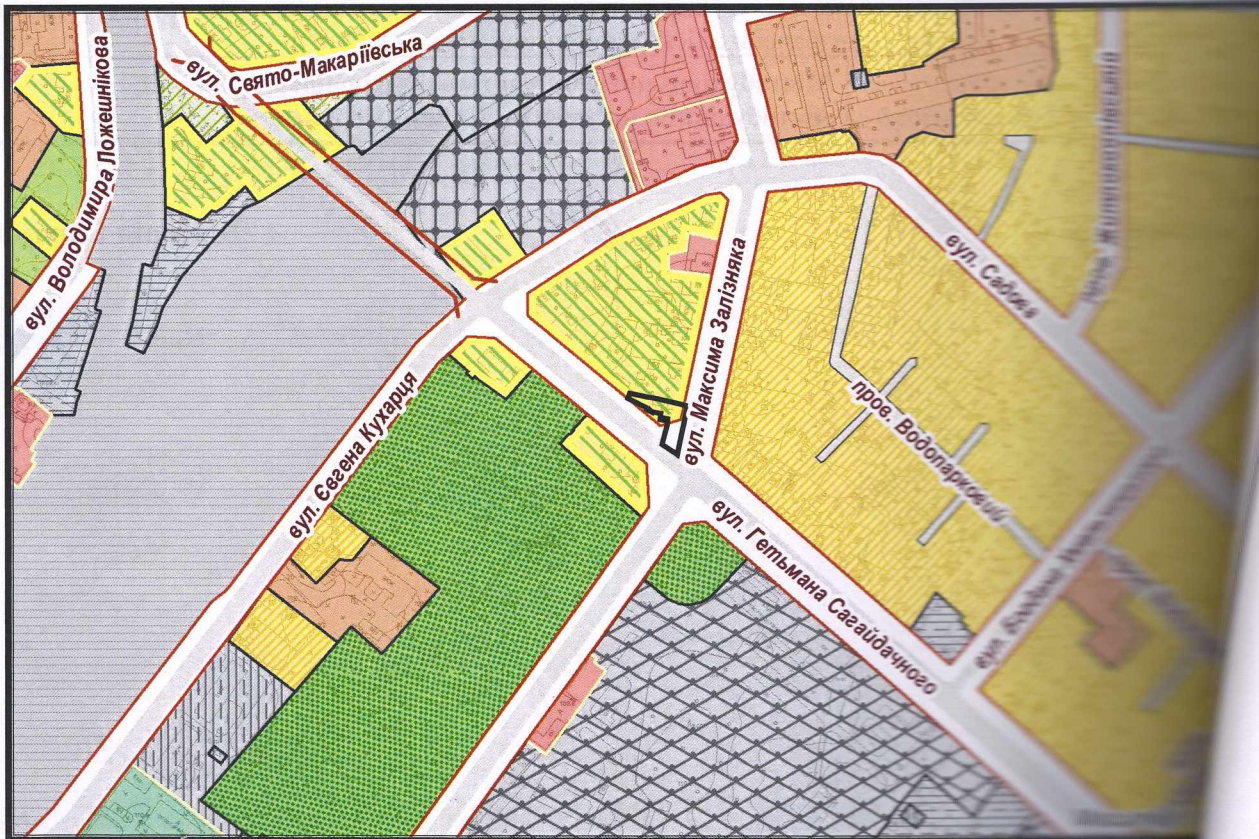 вул. Володимира Ложешнікова
вул. Свято-Макаріївська
вул. Садова
вул. Максима Залізняка
пров. Водопарковий
вул. Євгена Кухарця
вул. Гетьмана Сагайдачного